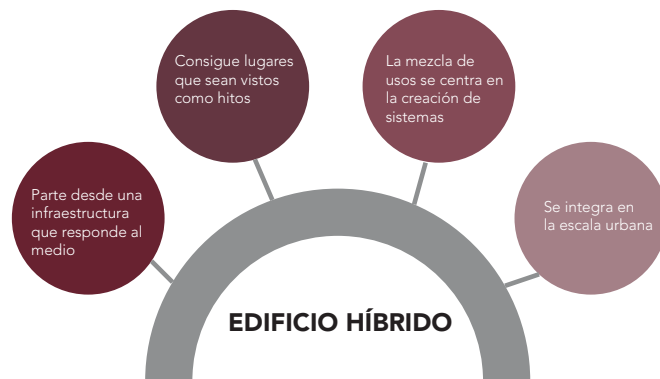 Parte desde una
infraestructura
que responde al
medio
Consigue lugares
que sean vistos
como hitos
La mezcla de
usos se centra en
la creación de
sistemas
Se integra en
la escala urbana
EDIFICIO HÍBRIDO